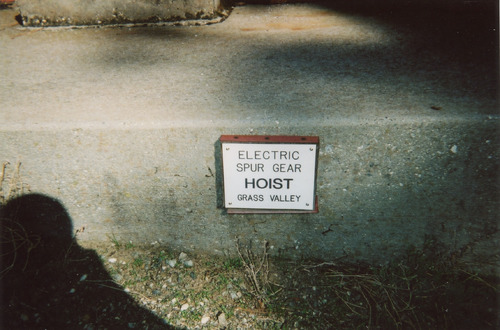 ELECTRIC
SPUR GEAR
HOIST
GRASS VALLEY